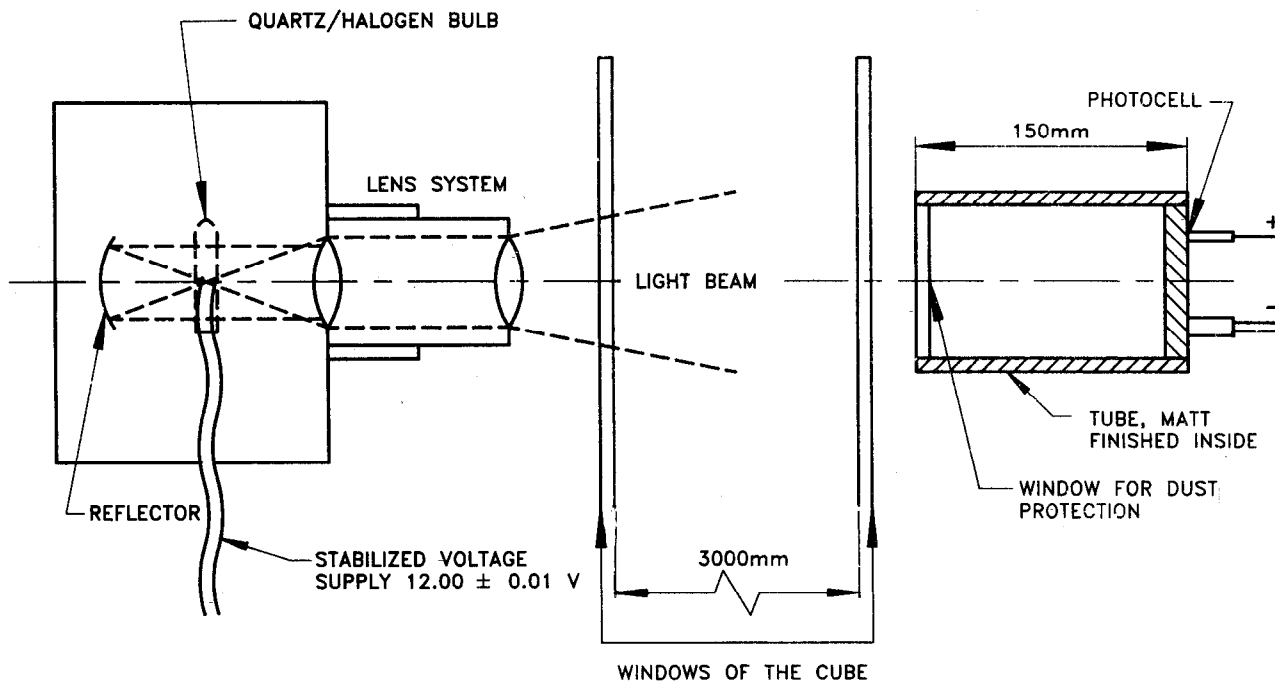 QUARTZ/HALOGEN BULB
PHOTOCELL
150mm
LENS SYSTEM
+
LIGHT BEAM
-
TUBE, MATT
FINISHED INSIDE
WINDOW FOR DUST
PROTECTION
REFLECTOR
STABILIZED VOLTAGE
SUPPLY 12.00 ± 0.01 V
3000mm
WINDOWS OF THE CUBE